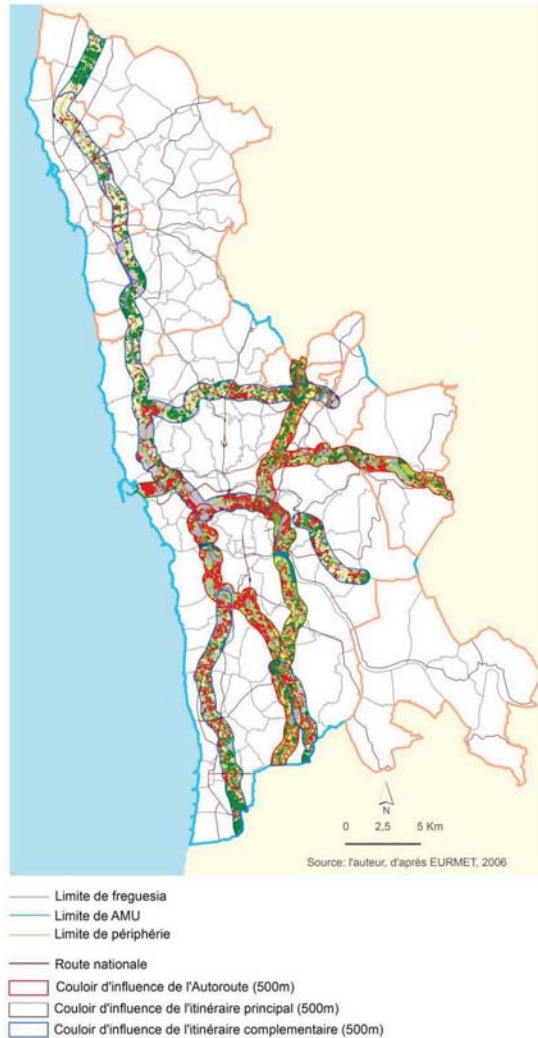 N
0 2,5 5 Km
Source: l'auteur, d'après EURMET, 2006
Limite de freguesia
Limite de AMU
Limite de périphérie
Route nationale
Couloir d'influence de l'Autoroute (500m)
Couloir d'influence de l'itinéraire principal (500m)
Couloir d'influence de l'itinéraire complementaire (500m)